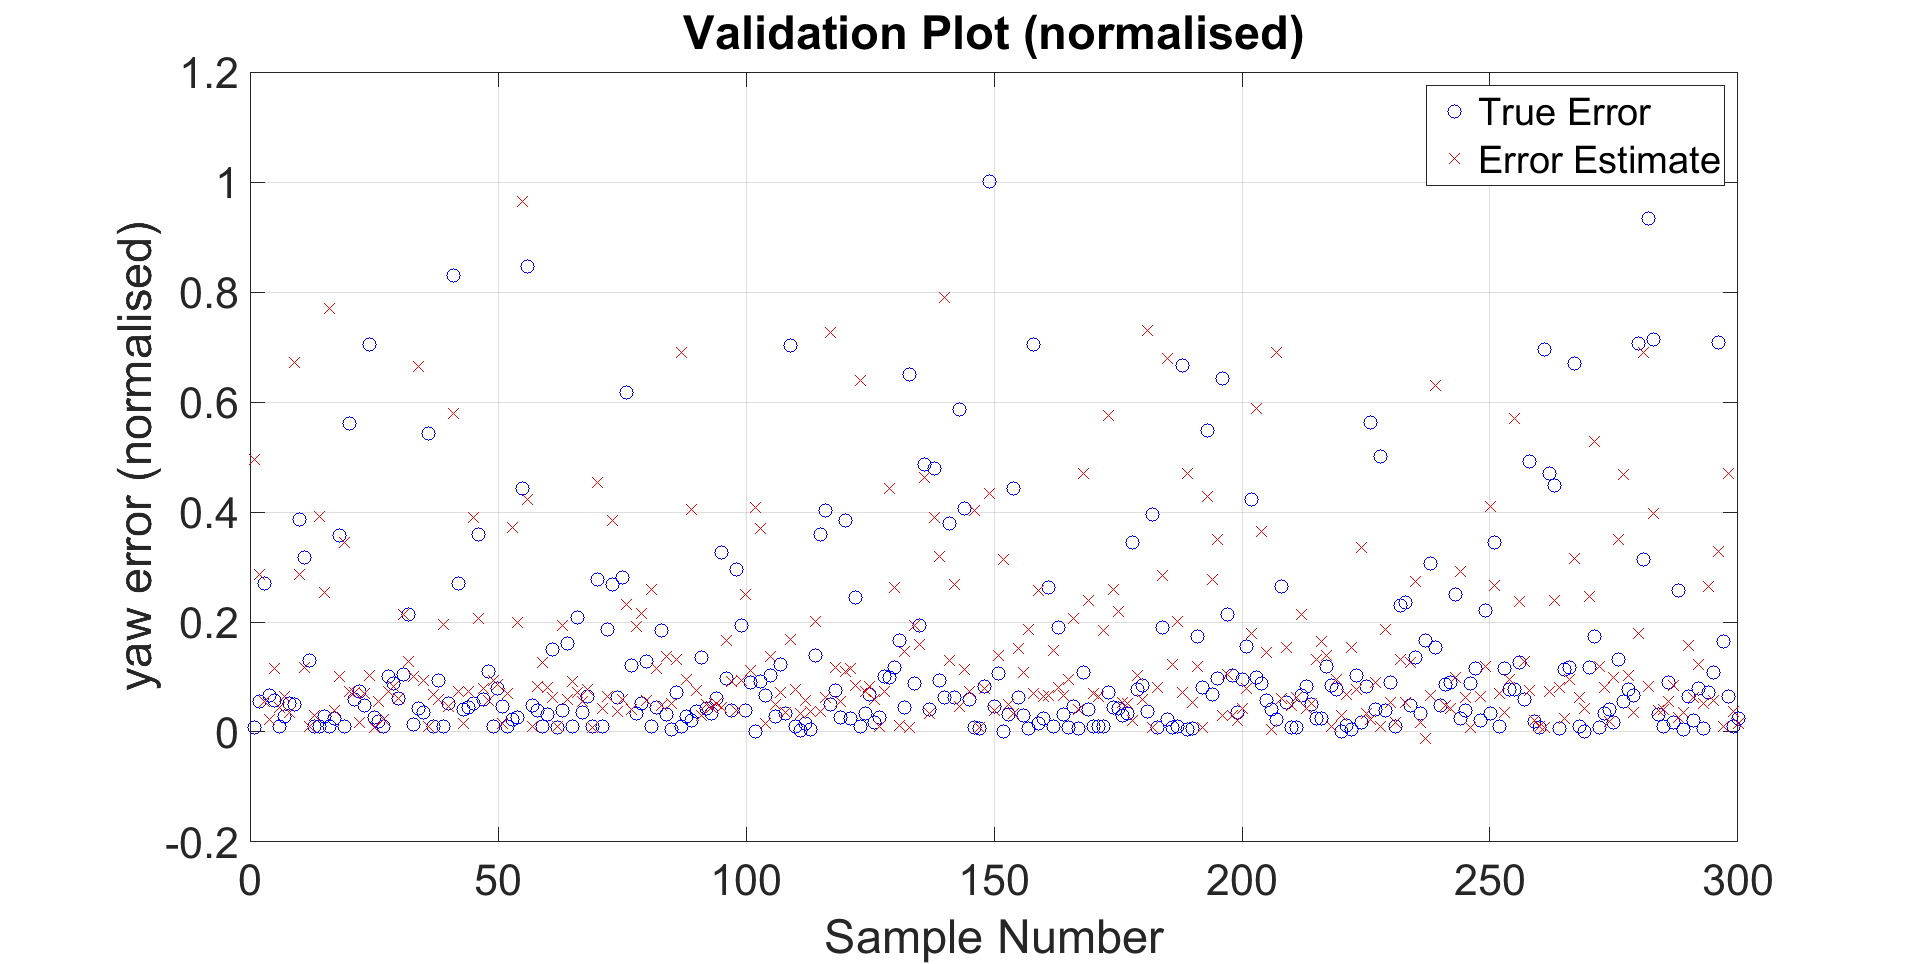 Validation Plot (normalised)
1.2
1
0.8
0.6
0.4
0.2
0
-0.2
yaw error (normalised)
True Error
Error Estimate
0 50 100 150 200 250 300
Sample Number